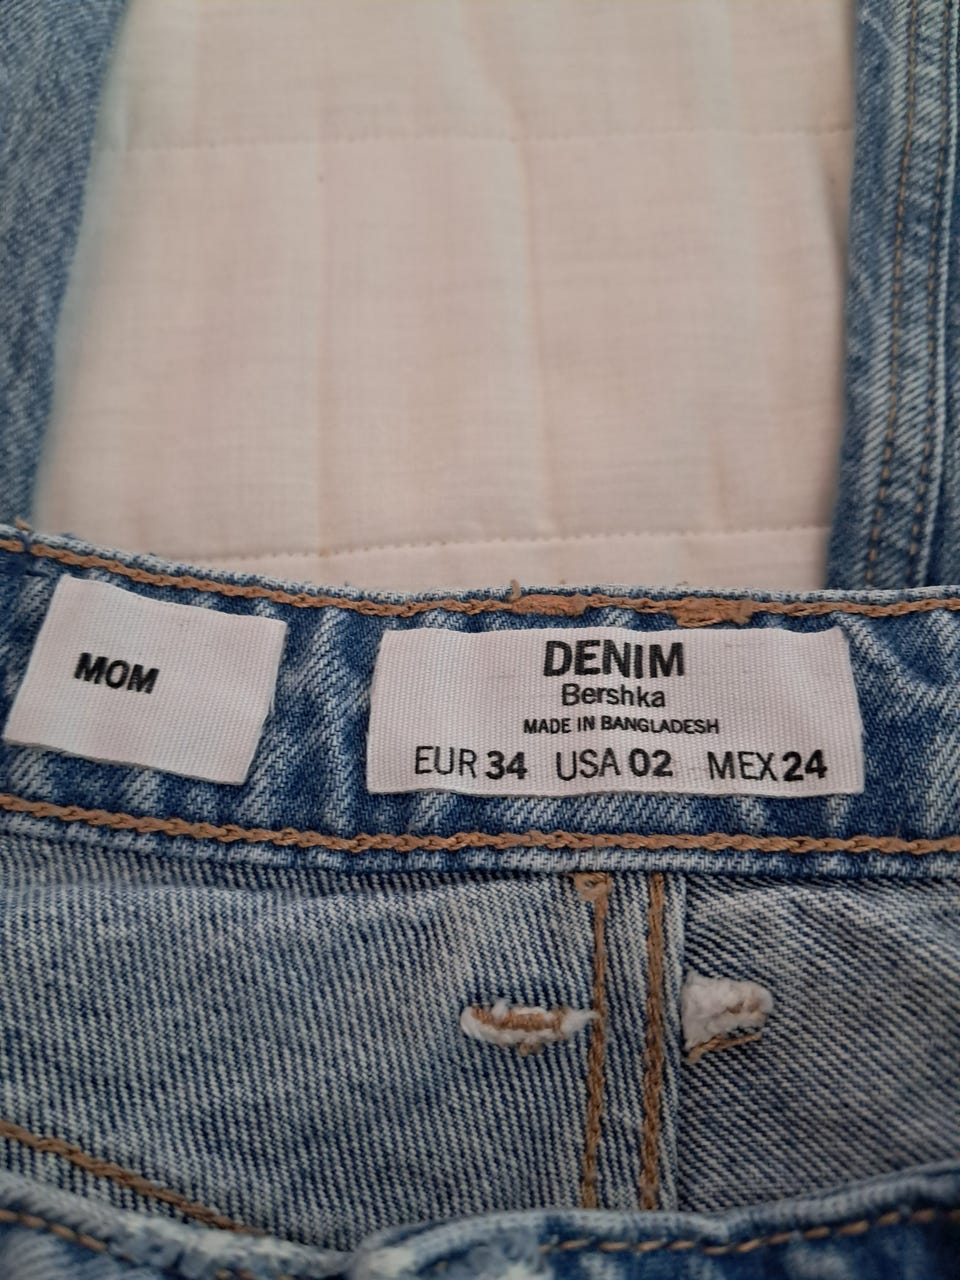 MOM
DENIM
Bershka
MADE IN BANGLADESH
EUR 34 USA 02 MEX 24